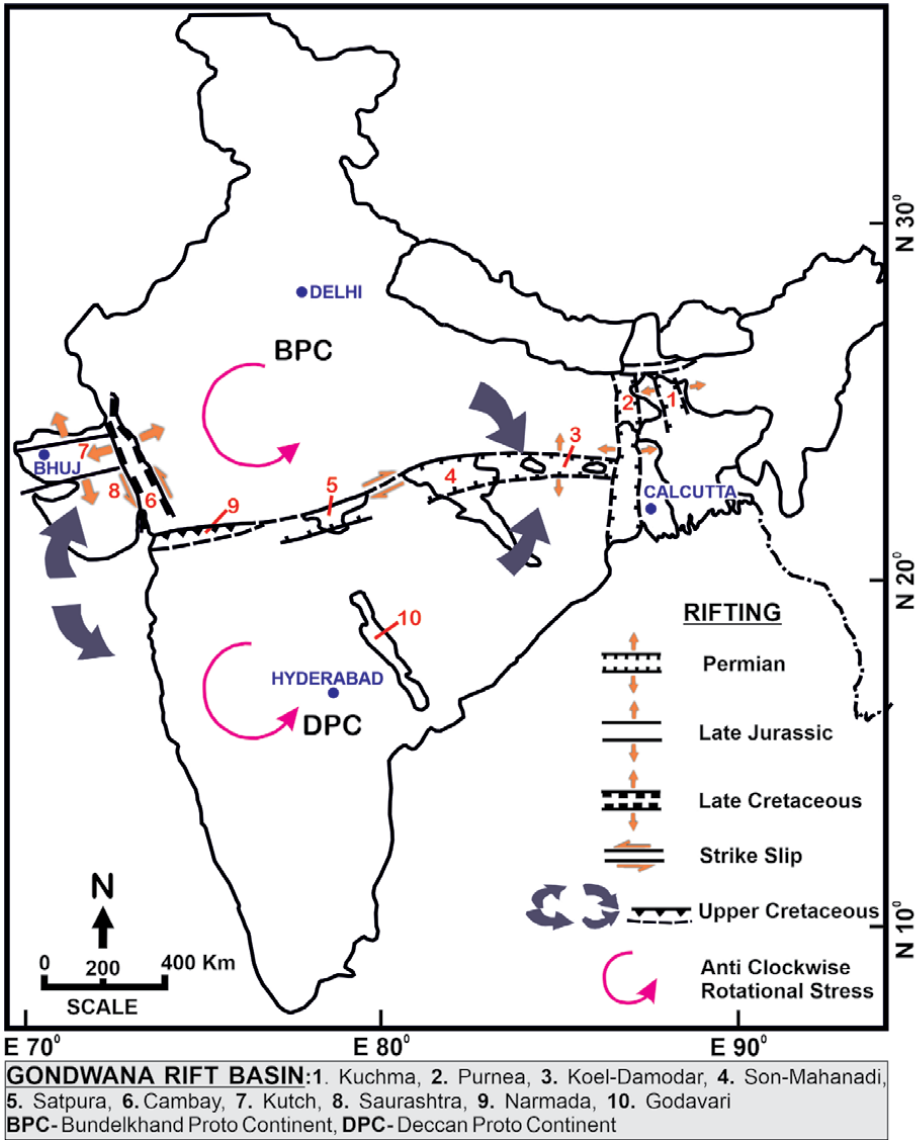 N 30°
DELHI
BPC
2
1
3
7
BHUJ
8
6
9
5
4
CALCUTTA
N 20°
10
HYDERABAD
DPC
RIFTING
Permian
Late Jurassic
Late Cretaceous
Strike Slip
Upper Cretaceous
N 10°
Anti Clockwise
Rotational Stress
N
0 200 400 Km
SCALE
E 70° E 80° E 90°
GONDWANA RIFT BASIN:1. Kuchma, 2. Purnea, 3. Koel-Damodar, 4. Son-Mahanadi,
5. Satpura, 6. Cambay, 7. Kutch, 8. Saurashtra, 9. Narmada, 10. Godavari
BPC- Bundelkhand Proto Continent, DPC- Deccan Proto Continent